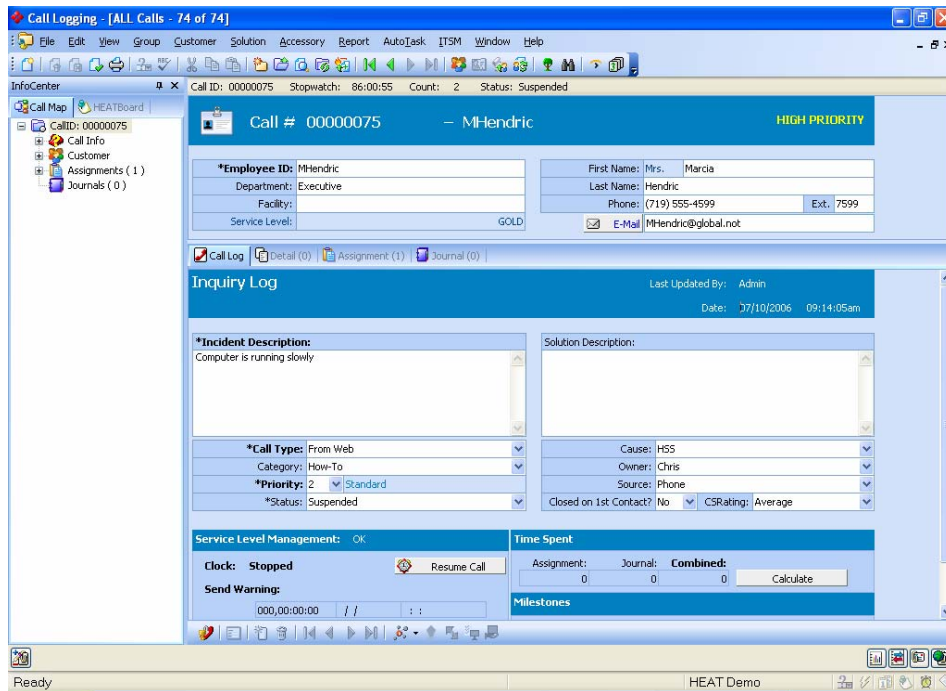 Call Logging - [ALL Calls - 74 of 74]
File Edit View Group Customer Solution Accessory Report AutoTask ITSM Window Help
InfoCenter
Call ID: 00000075 Stopwatch: 86:00:55 Count: 2 Status: Suspended
Call Map HEATBoard
CallID: 00000075
Call Info
Customer
Assignments ( 1 )
Journals ( 0 )
Call # 00000075 – MHendric HIGH PRIORITY
*Employee ID: MHendric
Department: Executive
Facility:
Service Level: GOLD
First Name: Mrs. Marcia
Last Name: Hendric
Phone: (719) 555-4599 Ext. 7599
E-Mail MHendric@global.not
Call Log Detail (0) Assignment (1) Journal (0)
Inquiry Log
Last Updated By: Admin
Date: 07/10/2006 09:14:05am
*Incident Description:
Computer is running slowly
Solution Description:
*Call Type: From Web
Category: How-To
*Priority: 2 Standard
*Status: Suspended
Cause: HSS
Owner: Chris
Source: Phone
Closed on 1st Contact? No CSRating: Average
Service Level Management: OK
Clock: Stopped Resume Call
Send Warning:
000,00:00:00 / / : :
Time Spent
Assignment: Journal: Combined:
0 0 0 Calculate
Milestones
Ready HEAT Demo